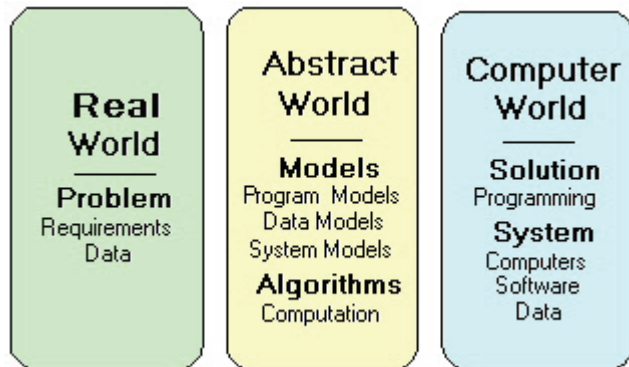 Real
World
Problem
Requirements
Data
Abstract
World
Models
Program Models
Data Models
System Models
Algorithms
Computation
Computer
World
Solution
Programming
System
Computers
Software
Data